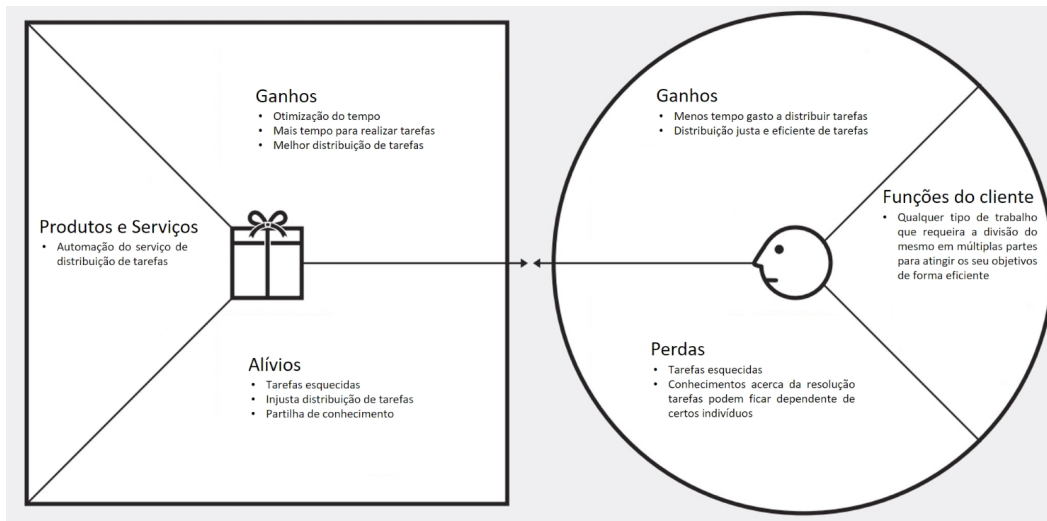 Ganhos
• Otimização do tempo
• Mais tempo para realizar tarefas
• Melhor distribuição de tarefas
Produtos e Serviços
• Automação do serviço de
distribuição de tarefas
Alívios
• Tarefas esquecidas
• Injusta distribuição de tarefas
• Partilha de conhecimento
Ganhos
• Menos tempo gasto a distribuir tarefas
• Distribuição justa e eficiente de tarefas
Funções do cliente
• Qualquer tipo de trabalho
que requeira a divisão do
mesmo em múltiplas partes
para atingir os seu objetivos
de forma eficiente
Perdas
• Tarefas esquecidas
• Conhecimentos acerca da resolução
tarefas podem ficar dependente de
certos indivíduos